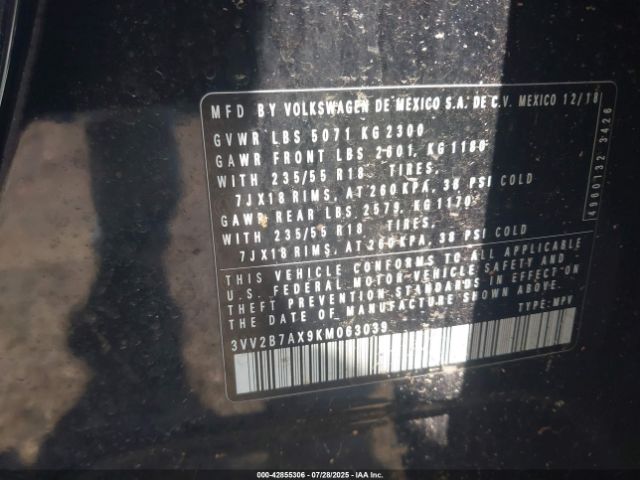 MFD BY VOLKSWAGEN DE MEXICO S.A. DE C.V. MEXICO 12/18
GVWR LBS 5071 KG 2300
GAWR FRONT LBS 2601, KG 1180
WITH 235/55 R18 TIRES,
7JX18 RIMS, AT 260 KPA, 38 PSI COLD
GAWR REAR LBS 2579, KG 1170
WITH 235/55 R18 TIRES,
7JX18 RIMS, AT 260 KPA, 38 PSI COLD
THIS VEHICLE CONFORMS TO ALL APPLICABLE
U.S. FEDERAL MOTOR VEHICLE SAFETY AND
THEFT PREVENTION STANDARDS IN EFFECT ON
THE DATE OF MANUFACTURE SHOWN ABOVE.
TYPE: MPV
3VV2B7AX9KM063039
4900132 3426
000-42855306 | 07/28/2025 | IAA Inc.